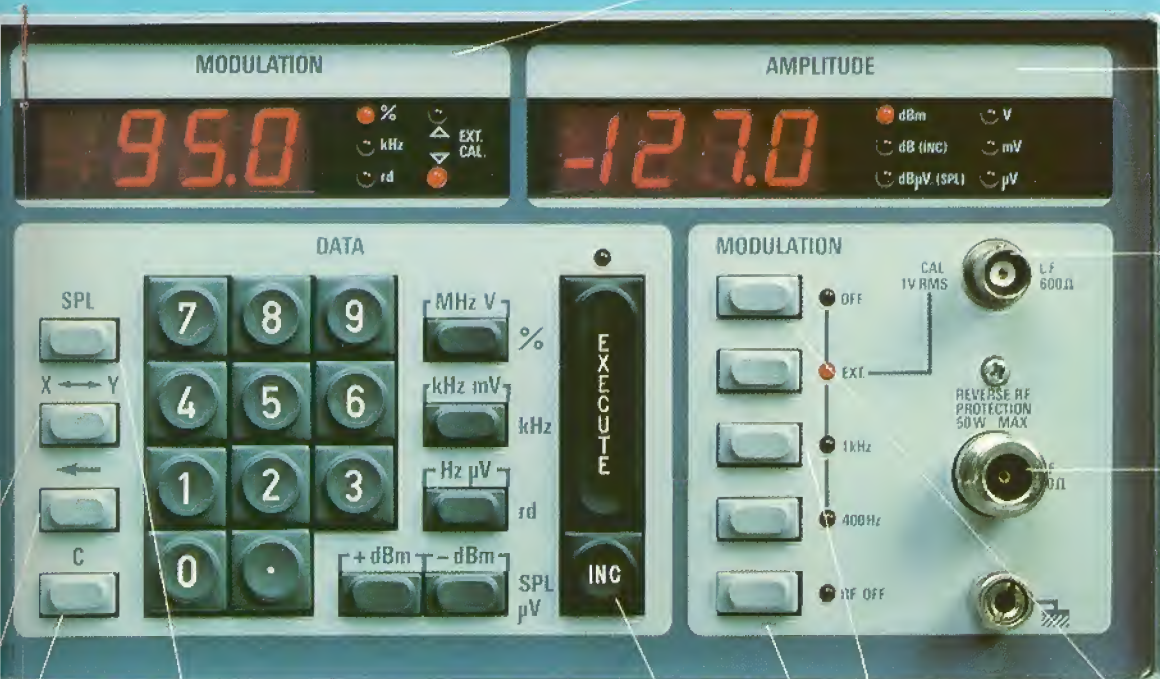 MODULATION
95.0
%
kHz
rd
EXT.
CAL.
AMPLITUDE
-127.0
dBm
dB (INC)
dBµV. (SPL)
V
mV
µV
DATA
SPL
X ⟷ Y
←
C
7 8 9
4 5 6
1 2 3
0 .
MHz V
%
kHz mV
kHz
Hz µV
rd
+ dBm − dBm
SPL
µV
EXECUTE
INC
MODULATION
OFF
EXT.
1kHz
400Hz
RF OFF
CAL
1V RMS
LF
600Ω
REVERSE RF
PROTECTION
50W MAX